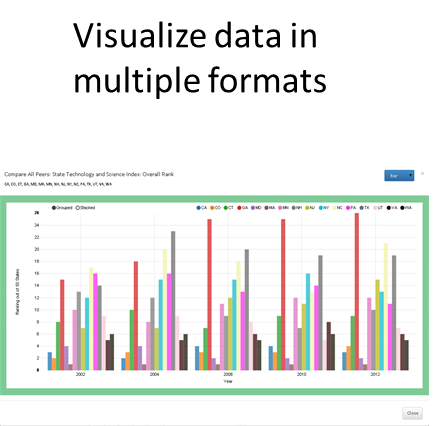 Visualize data in
multiple formats
Compare All Peers: State Technology and Science Index: Overall Rank
CA, CO, CT, GA, MD, MA, MN, NH, NJ, NY, NC, PA, TX, UT, VA, WA
Bar
Grouped Stacked
CA CO CT GA MD MA MN NH NJ NY NC PA TX UT VA WA
26
24
22
20
18
16
14
12
10
8
6
4
2
0
Ranking out of 50 States
2002 2004 2008 2010 2012
Year
Close